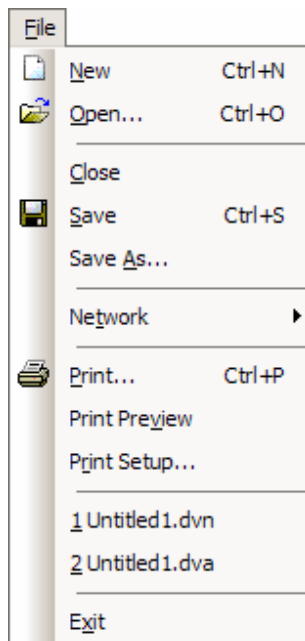 File
New Ctrl+N
Open... Ctrl+O
Close
Save Ctrl+S
Save As...
Network
Print... Ctrl+P
Print Preview
Print Setup...
1 Untitled1.dvn
2 Untitled1.dva
Exit